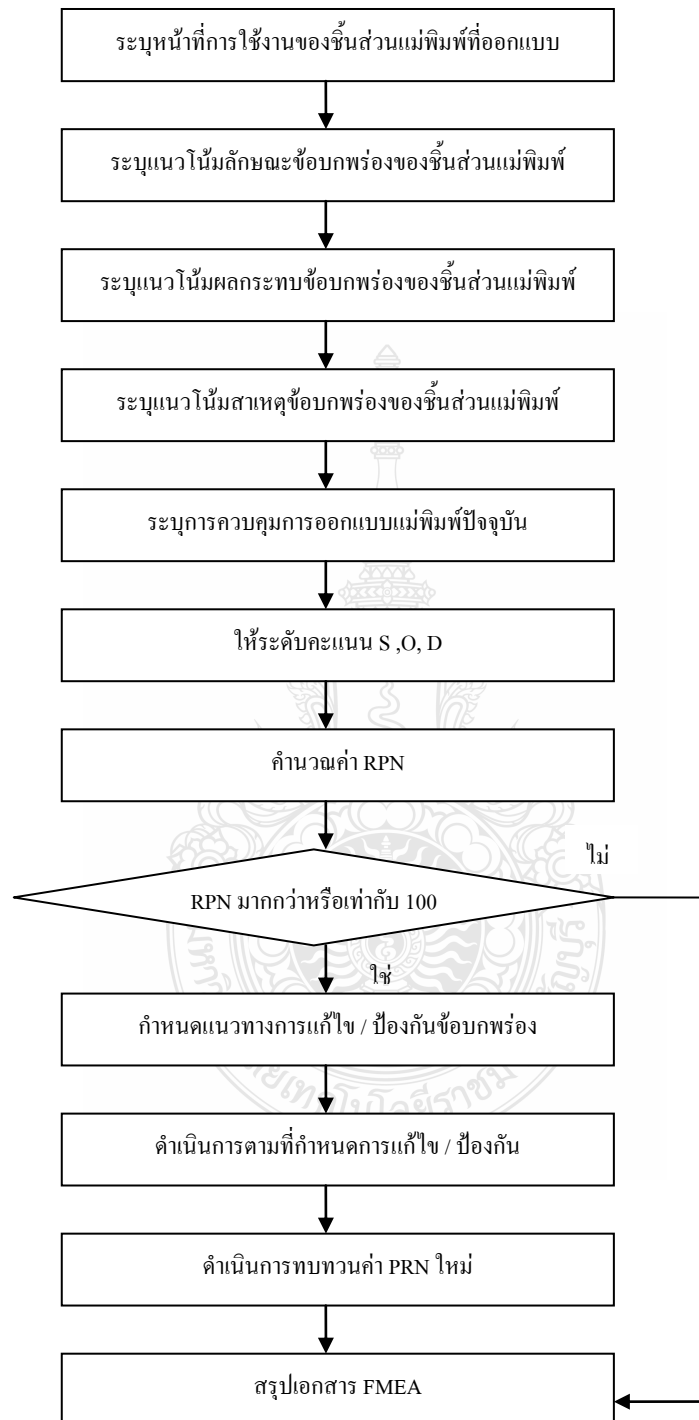 ระบุหน้าที่การใช้งานของชิ้นส่วนแม่พิมพ์ที่ออกแบบ
ระบุแนวโน้มลักษณะข้อบกพร่องของชิ้นส่วนแม่พิมพ์
ระบุแนวโน้มผลกระทบข้อบกพร่องของชิ้นส่วนแม่พิมพ์
ระบุแนวโน้มสาเหตุข้อบกพร่องของชิ้นส่วนแม่พิมพ์
ระบุการควบคุมการออกแบบแม่พิมพ์ปัจจุบัน
ให้ระดับคะแนน S ,O, D
คำนวณค่า RPN
ไม่
RPN มากกว่าหรือเท่ากับ 100
ใช่
กำหนดแนวทางการแก้ไข / ป้องกันข้อบกพร่อง
ดำเนินการตามที่กำหนดการแก้ไข / ป้องกัน
ดำเนินการทบทวนค่า PRN ใหม่
สรุปเอกสาร FMEA